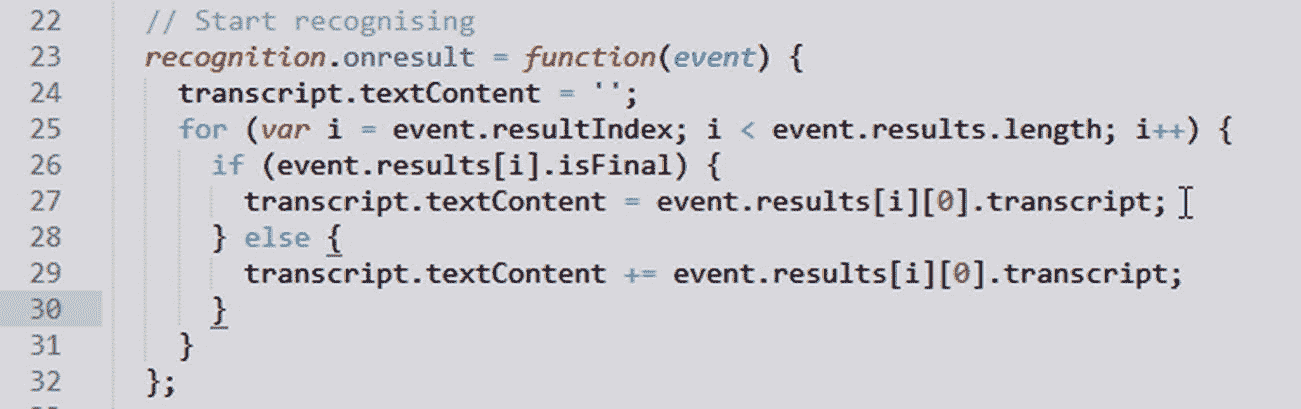 22 // Start recognising
23 recognition.onresult = function(event) {
24 transcript.textContent = '';
25 for (var i = event.resultIndex; i < event.results.length; i++) {
26 if (event.results[i].isFinal) {
27 transcript.textContent = event.results[i][0].transcript;
28 } else {
29 transcript.textContent += event.results[i][0].transcript;
30 }
31 }
32 };